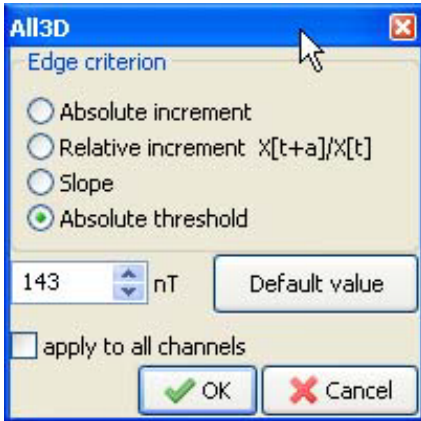 All3D
Edge criterion
Absolute increment
Relative increment X[t+a]/X[t]
Slope
Absolute threshold
143 nT Default value
apply to all channels
OK Cancel